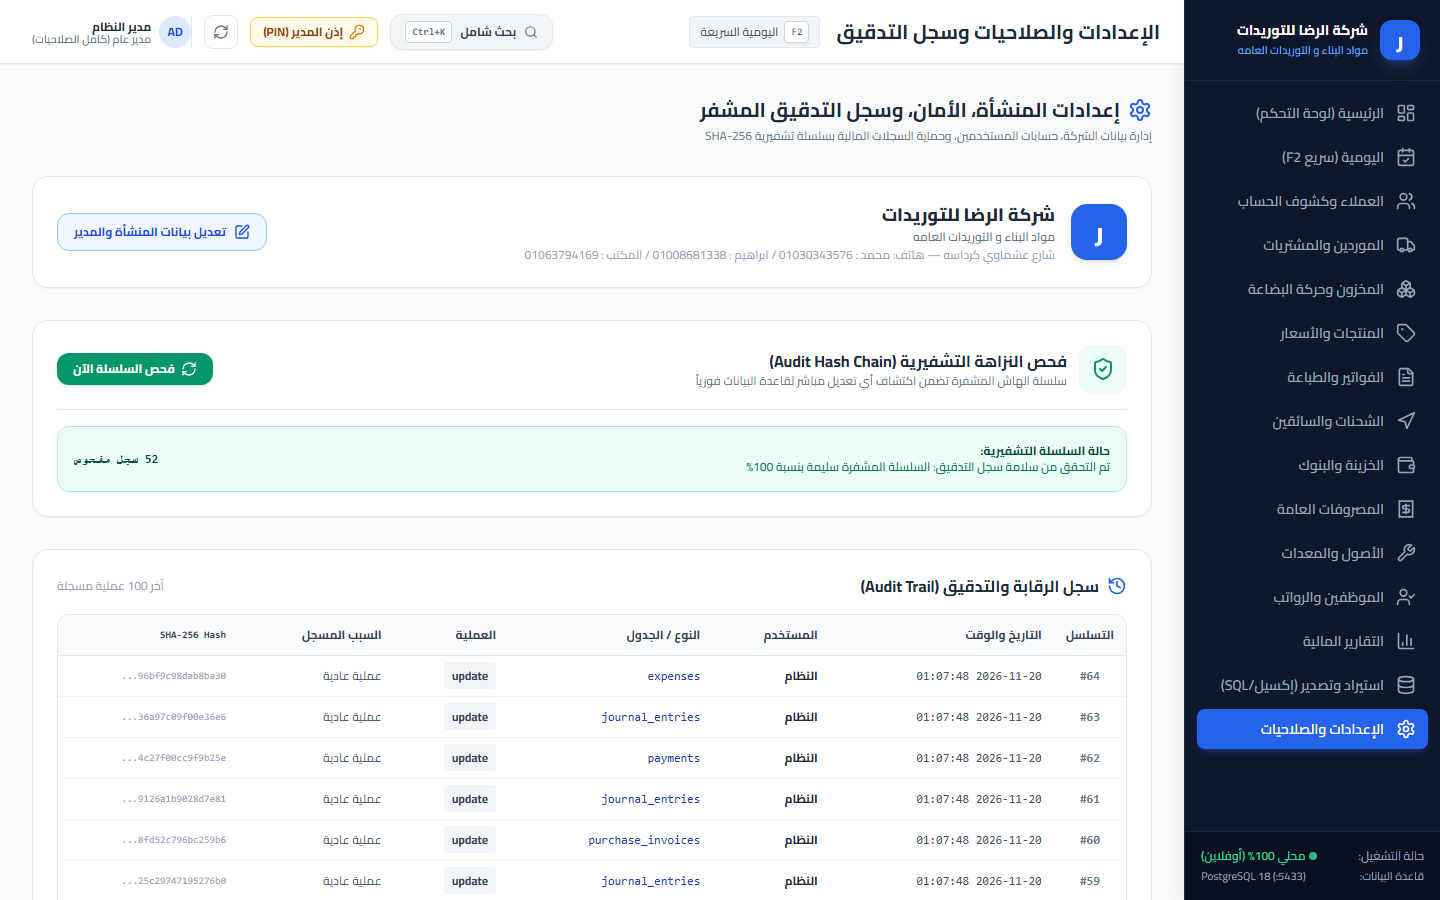 ر
شركة الرضا للتوريدات
مواد البناء و التوريدات العامه
الرئيسية (لوحة التحكم)
اليومية (سريع F2)
العملاء وكشوف الحساب
الموردين والمشتريات
المخزون وحركة البضاعة
المنتجات والأسعار
الفواتير والطباعة
الشحنات والسائقين
الخزينة والبنوك
المصروفات العامة
الأصول والمعدات
الموظفين والرواتب
التقارير المالية
استيراد وتصدير (إكسيل/SQL)
الإعدادات والصلاحيات
حالة التشغيل: محلي 100% (أوفلاين)
قاعدة البيانات: PostgreSQL 18 (:5433)
الإعدادات والصلاحيات وسجل التدقيق
F2 اليومية السريعة
بحث شامل Ctrl+K
إذن المدير (PIN)
AD
مدير النظام
مدير عام (كامل الصلاحيات)
إعدادات المنشأة، الأمان، وسجل التدقيق المشفر
إدارة بيانات الشركة، حسابات المستخدمين، وحماية السجلات المالية بسلسلة تشفيرية SHA-256
ر
شركة الرضا للتوريدات
مواد البناء و التوريدات العامه
شارع عشماوي كرداسه — هاتف: محمد : 01030343576 / ابراهيم : 01008681338 / المكتب : 01063794169
تعديل بيانات المنشأة والمدير
فحص النزاهة التشفيرية (Audit Hash Chain)
سلسلة الهاش المشفرة تضمن اكتشاف أي تعديل مباشر لقاعدة البيانات فورياً
فحص السلسلة الآن
حالة السلسلة التشفيرية:
تم التحقق من سلامة سجل التدقيق: السلسلة المشفرة سليمة بنسبة 100%
52 سجل مفحوص
سجل الرقابة والتدقيق (Audit Trail)
آخر 100 عملية مسجلة
التسلسل التاريخ والوقت المستخدم النوع / الجدول العملية السبب المسجل SHA-256 Hash
#64 2026-11-20 01:07:48 النظام expenses update عملية عادية 96bf9c98dab8ba30...
#63 2026-11-20 01:07:48 النظام journal_entries update عملية عادية 36a97c09f00e36e6...
#62 2026-11-20 01:07:48 النظام payments update عملية عادية 4c27f00cc9f9b25e...
#61 2026-11-20 01:07:48 النظام journal_entries update عملية عادية 9126a1b9028d7e81...
#60 2026-11-20 01:07:48 النظام purchase_invoices update عملية عادية 8fd52c796bc259b6...
#59 2026-11-20 01:07:48 النظام journal_entries update عملية عادية 25c29747195276b0...